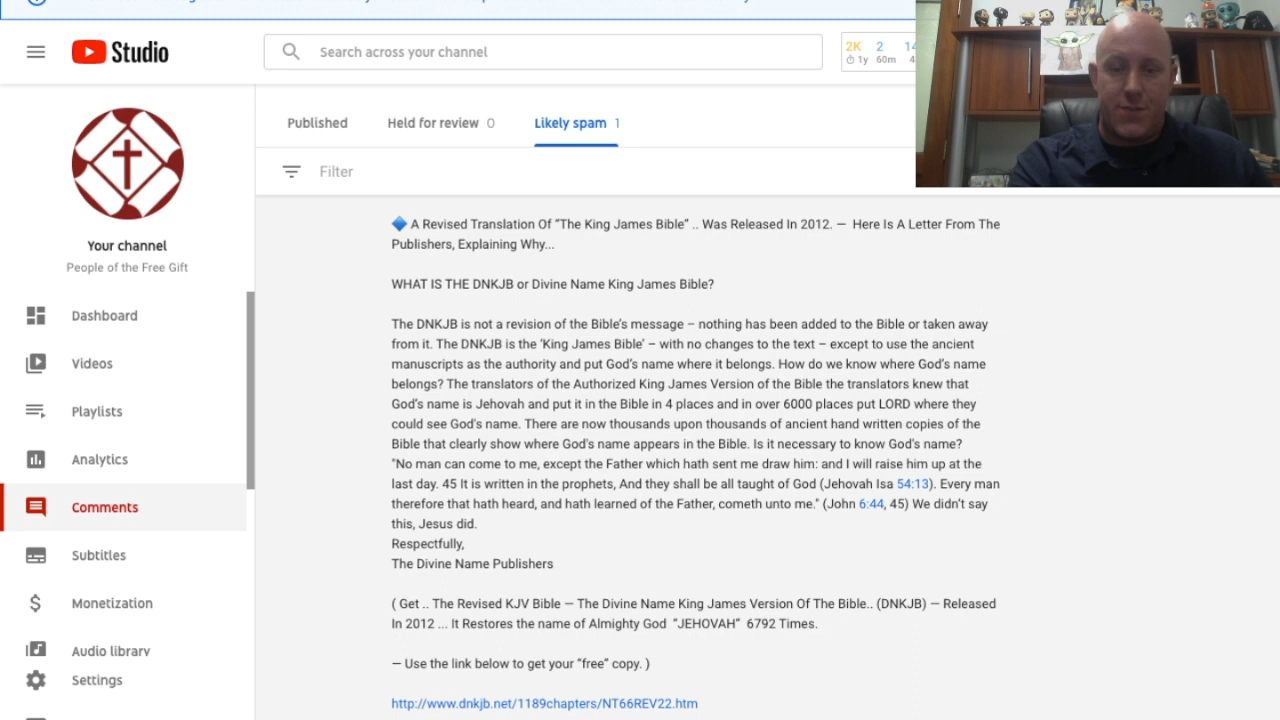 Studio
Search across your channel
2K 2
1y 60m
Your channel
People of the Free Gift
Dashboard
Videos
Playlists
Analytics
Comments
Subtitles
Monetization
Audio library
Settings
Published Held for review 0 Likely spam 1
Filter
A Revised Translation Of “The King James Bible” .. Was Released In 2012. — Here Is A Letter From The
Publishers, Explaining Why...
WHAT IS THE DNKJB or Divine Name King James Bible?
The DNKJB is not a revision of the Bible’s message – nothing has been added to the Bible or taken away
from it. The DNKJB is the ‘King James Bible’ – with no changes to the text – except to use the ancient
manuscripts as the authority and put God’s name where it belongs. How do we know where God’s name
belongs? The translators of the Authorized King James Version of the Bible the translators knew that
God’s name is Jehovah and put it in the Bible in 4 places and in over 6000 places put LORD where they
could see God's name. There are now thousands upon thousands of ancient hand written copies of the
Bible that clearly show where God's name appears in the Bible. Is it necessary to know God's name?
"No man can come to me, except the Father which hath sent me draw him: and I will raise him up at the
last day. 45 It is written in the prophets, And they shall be all taught of God (Jehovah Isa 54:13). Every man
therefore that hath heard, and hath learned of the Father, cometh unto me." (John 6:44, 45) We didn’t say
this, Jesus did.
Respectfully,
The Divine Name Publishers
( Get .. The Revised KJV Bible — The Divine Name King James Version Of The Bible.. (DNKJB) — Released
In 2012 ... It Restores the name of Almighty God “JEHOVAH” 6792 Times.
— Use the link below to get your “free” copy. )
http://www.dnkjb.net/1189chapters/NT66REV22.htm